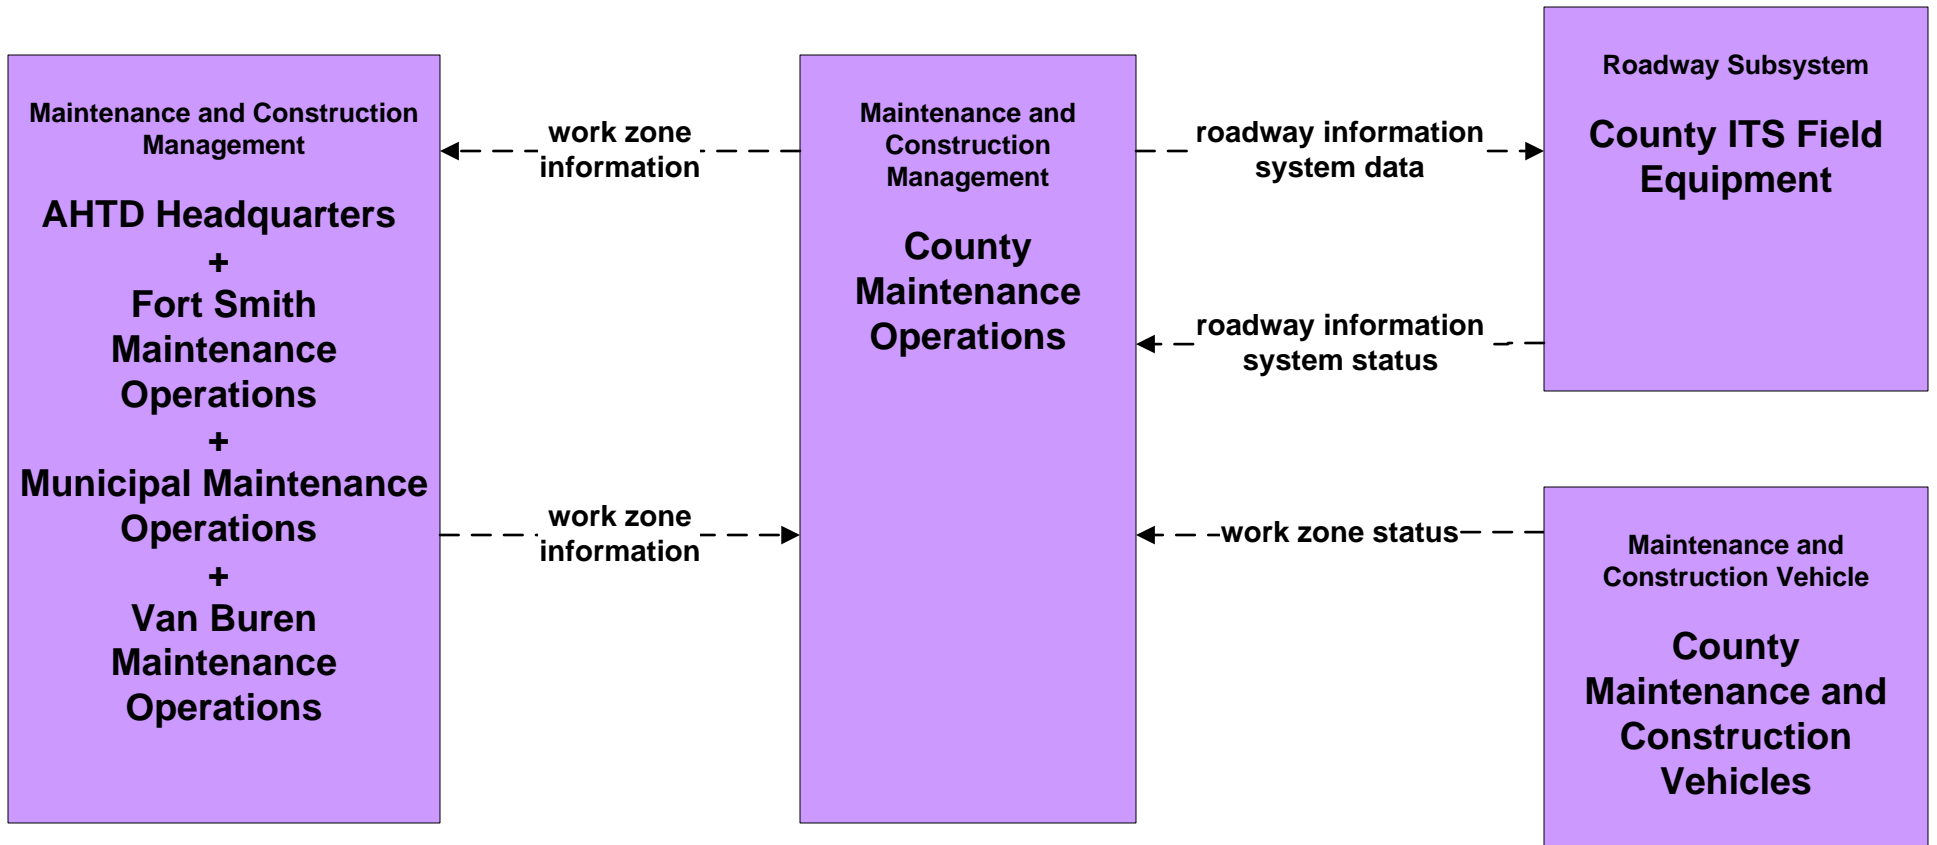 Maintenance and Construction
Management
AHTD Headquarters
+
Fort Smith
Maintenance
Operations
+
Municipal Maintenance
Operations
+
Van Buren
Maintenance
Operations
work zone
information
work zone
information
Maintenance and
Construction
Management
County
Maintenance
Operations
roadway information
system data
roadway information
system status
work zone status
Roadway Subsystem
County ITS Field
Equipment
Maintenance and
Construction Vehicle
County
Maintenance and
Construction
Vehicles